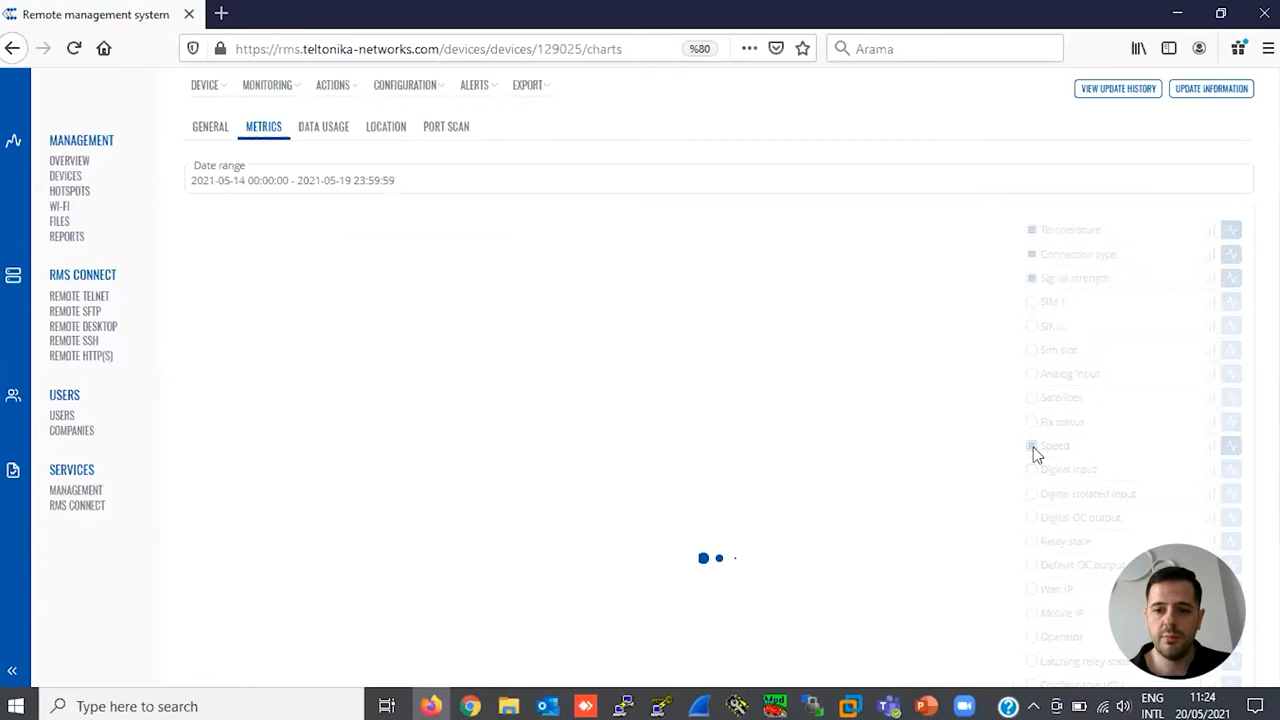 Remote management system
https://rms.teltonika-networks.com/devices/devices/129025/charts
%80
Arama
DEVICE
MONITORING
ACTIONS
CONFIGURATION
ALERTS
EXPORT
VIEW UPDATE HISTORY
UPDATE INFORMATION
GENERAL
METRICS
DATA USAGE
LOCATION
PORT SCAN
Date range
2021-05-14 00:00:00 - 2021-05-19 23:59:59
MANAGEMENT
OVERVIEW
DEVICES
HOTSPOTS
WI-FI
FILES
REPORTS
RMS CONNECT
REMOTE TELNET
REMOTE SFTP
REMOTE DESKTOP
REMOTE SSH
REMOTE HTTP(S)
USERS
USERS
COMPANIES
SERVICES
MANAGEMENT
RMS CONNECT
Temperature
Connection type
Signal strength
SIM 1
Sim slot
Analog input
Satellites
Fix status
Speed
Digital input
Digital isolated input
Digital OC output
Relay state
Default OC output
Wan IP
Mobile IP
Operator
Latching relay state
Type here to search
ENG
INTL
11:24
20/05/2021